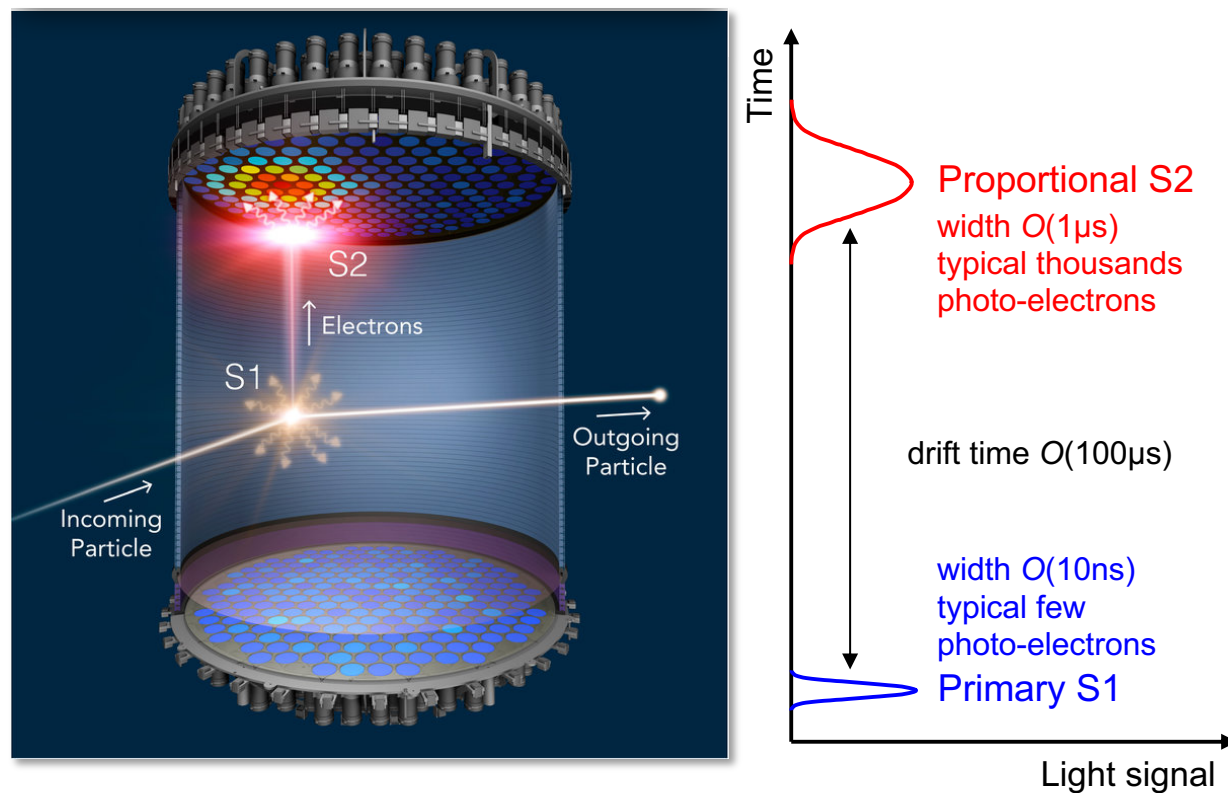 S2
Electrons
S1
Outgoing
Particle
Incoming
Particle
Time
Proportional S2
width O(1µs)
typical thousands
photo-electrons
drift time O(100µs)
width O(10ns)
typical few
photo-electrons
Primary S1
Light signal